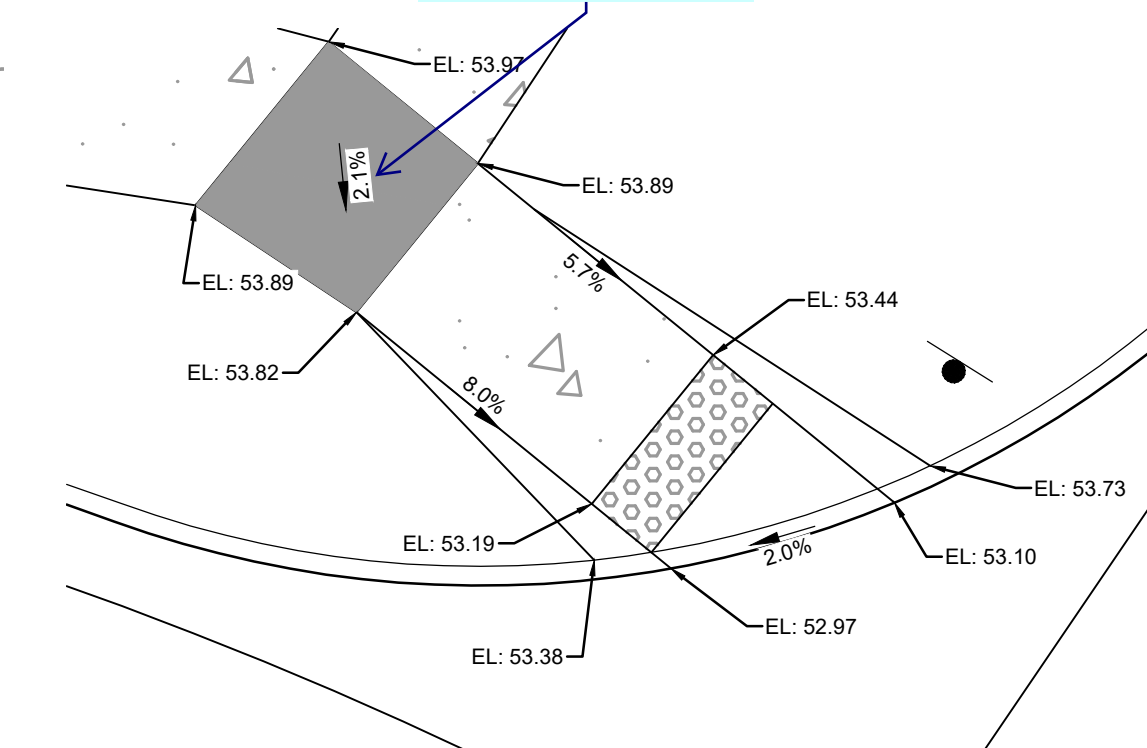 EL: 53.97
2.1%
EL: 53.89
EL: 53.89
5.7%
EL: 53.44
EL: 53.82
8.0%
EL: 53.73
EL: 53.19
2.0%
EL: 53.10
EL: 52.97
EL: 53.38